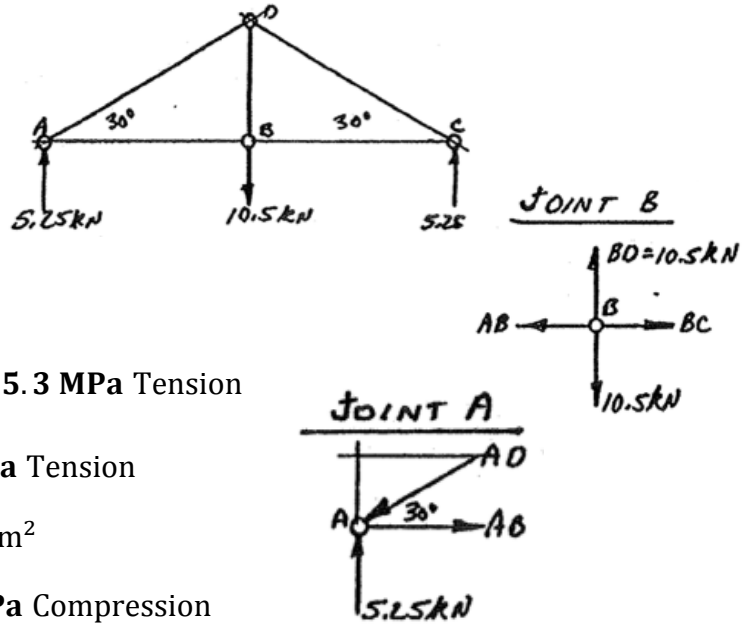 D
A 30° B 30° C
5.25KN 10.5KN 5.25
JOINT B
BD=10.5KN
B
AB BC
10.5KN
5.3 MPa Tension
JOINT A
a Tension
AD
A 30° AB
m²
Pa Compression
5.25KN